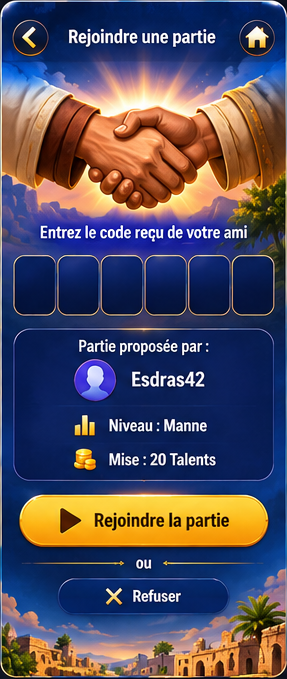 Rejoindre une partie
Entrez le code reçu de votre ami
Partie proposée par :
Esdras42
Niveau : Manne
Mise : 20 Talents
Rejoindre la partie
ou
Refuser